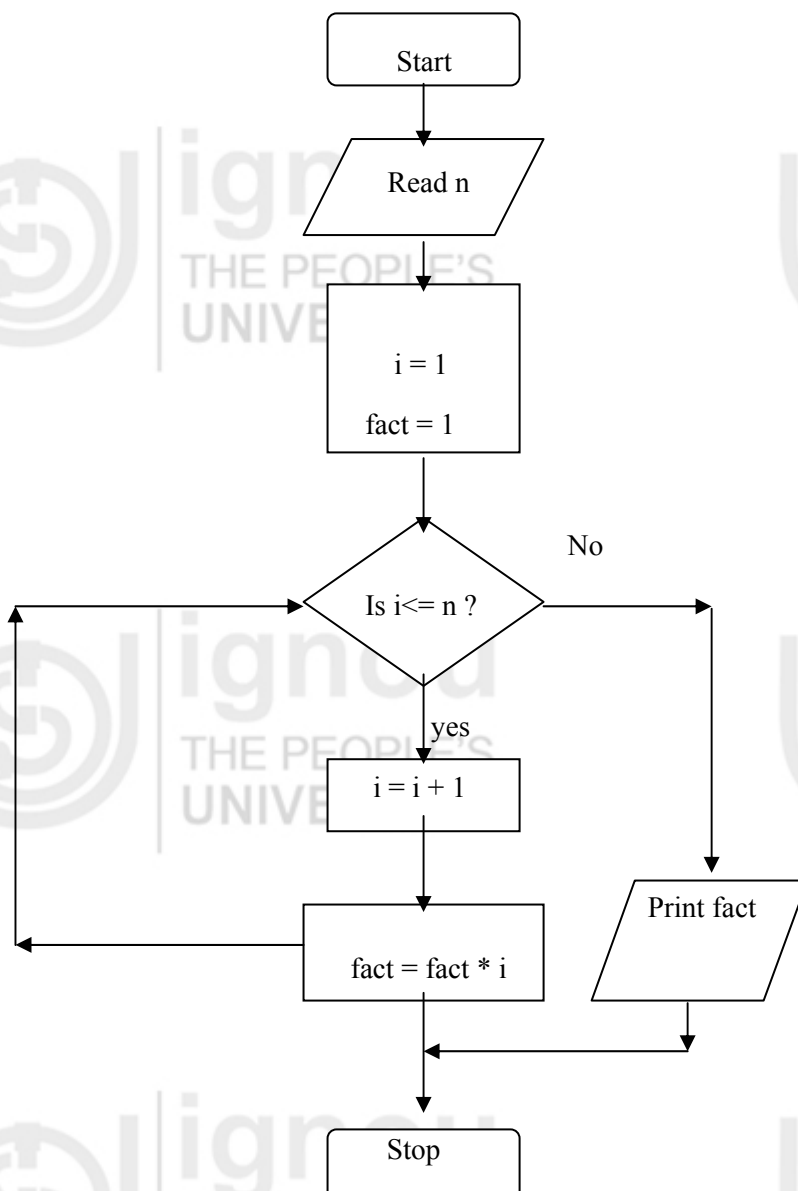 Start
ignou
Read n
THE PEOPLE'S
UNIVE
i = 1
fact = 1
No
Is i<= n ?
ignou
yes
THE PEOPLE'S
UNIVE
i = i + 1
Print fact
fact = fact * i
ignou
Stop